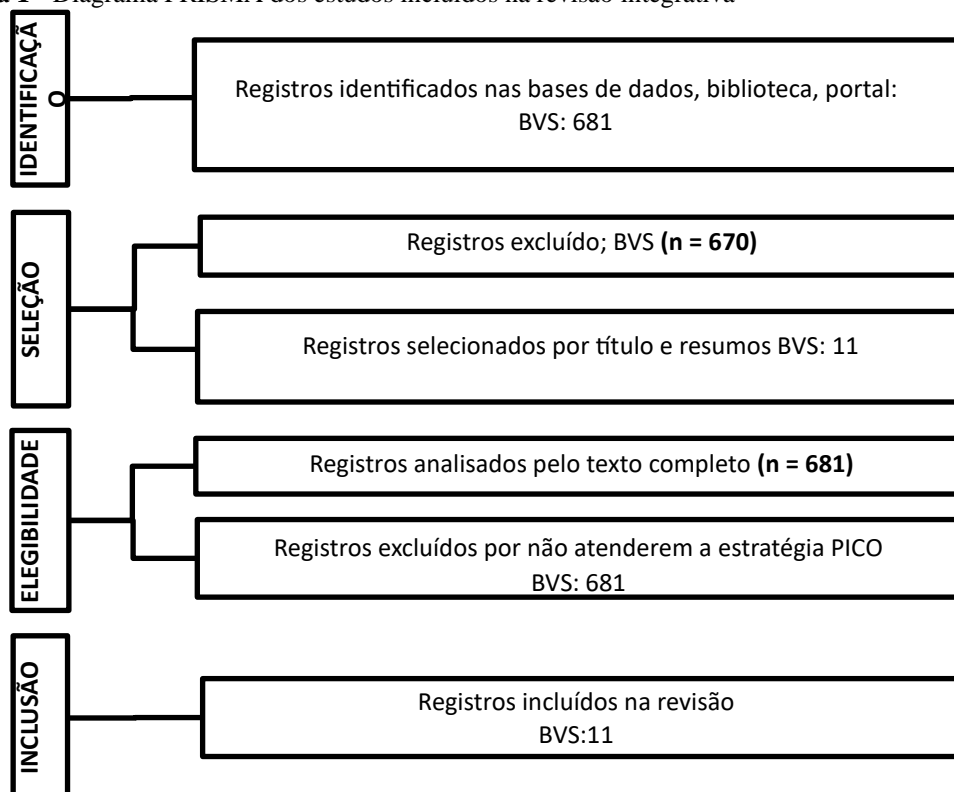 Diagrama PRISMA dos estudos incluídos na revisão integrativa
IDENTIFICAÇÃ
O
Registros identificados nas bases de dados, biblioteca, portal:
BVS: 681
SELEÇÃO
Registros excluído; BVS (n = 670)
Registros selecionados por título e resumos BVS: 11
ELEGIBILIDADE
Registros analisados pelo texto completo (n = 681)
Registros excluídos por não atenderem a estratégia PICO
BVS: 681
INCLUSÃO
Registros incluídos na revisão
BVS:11